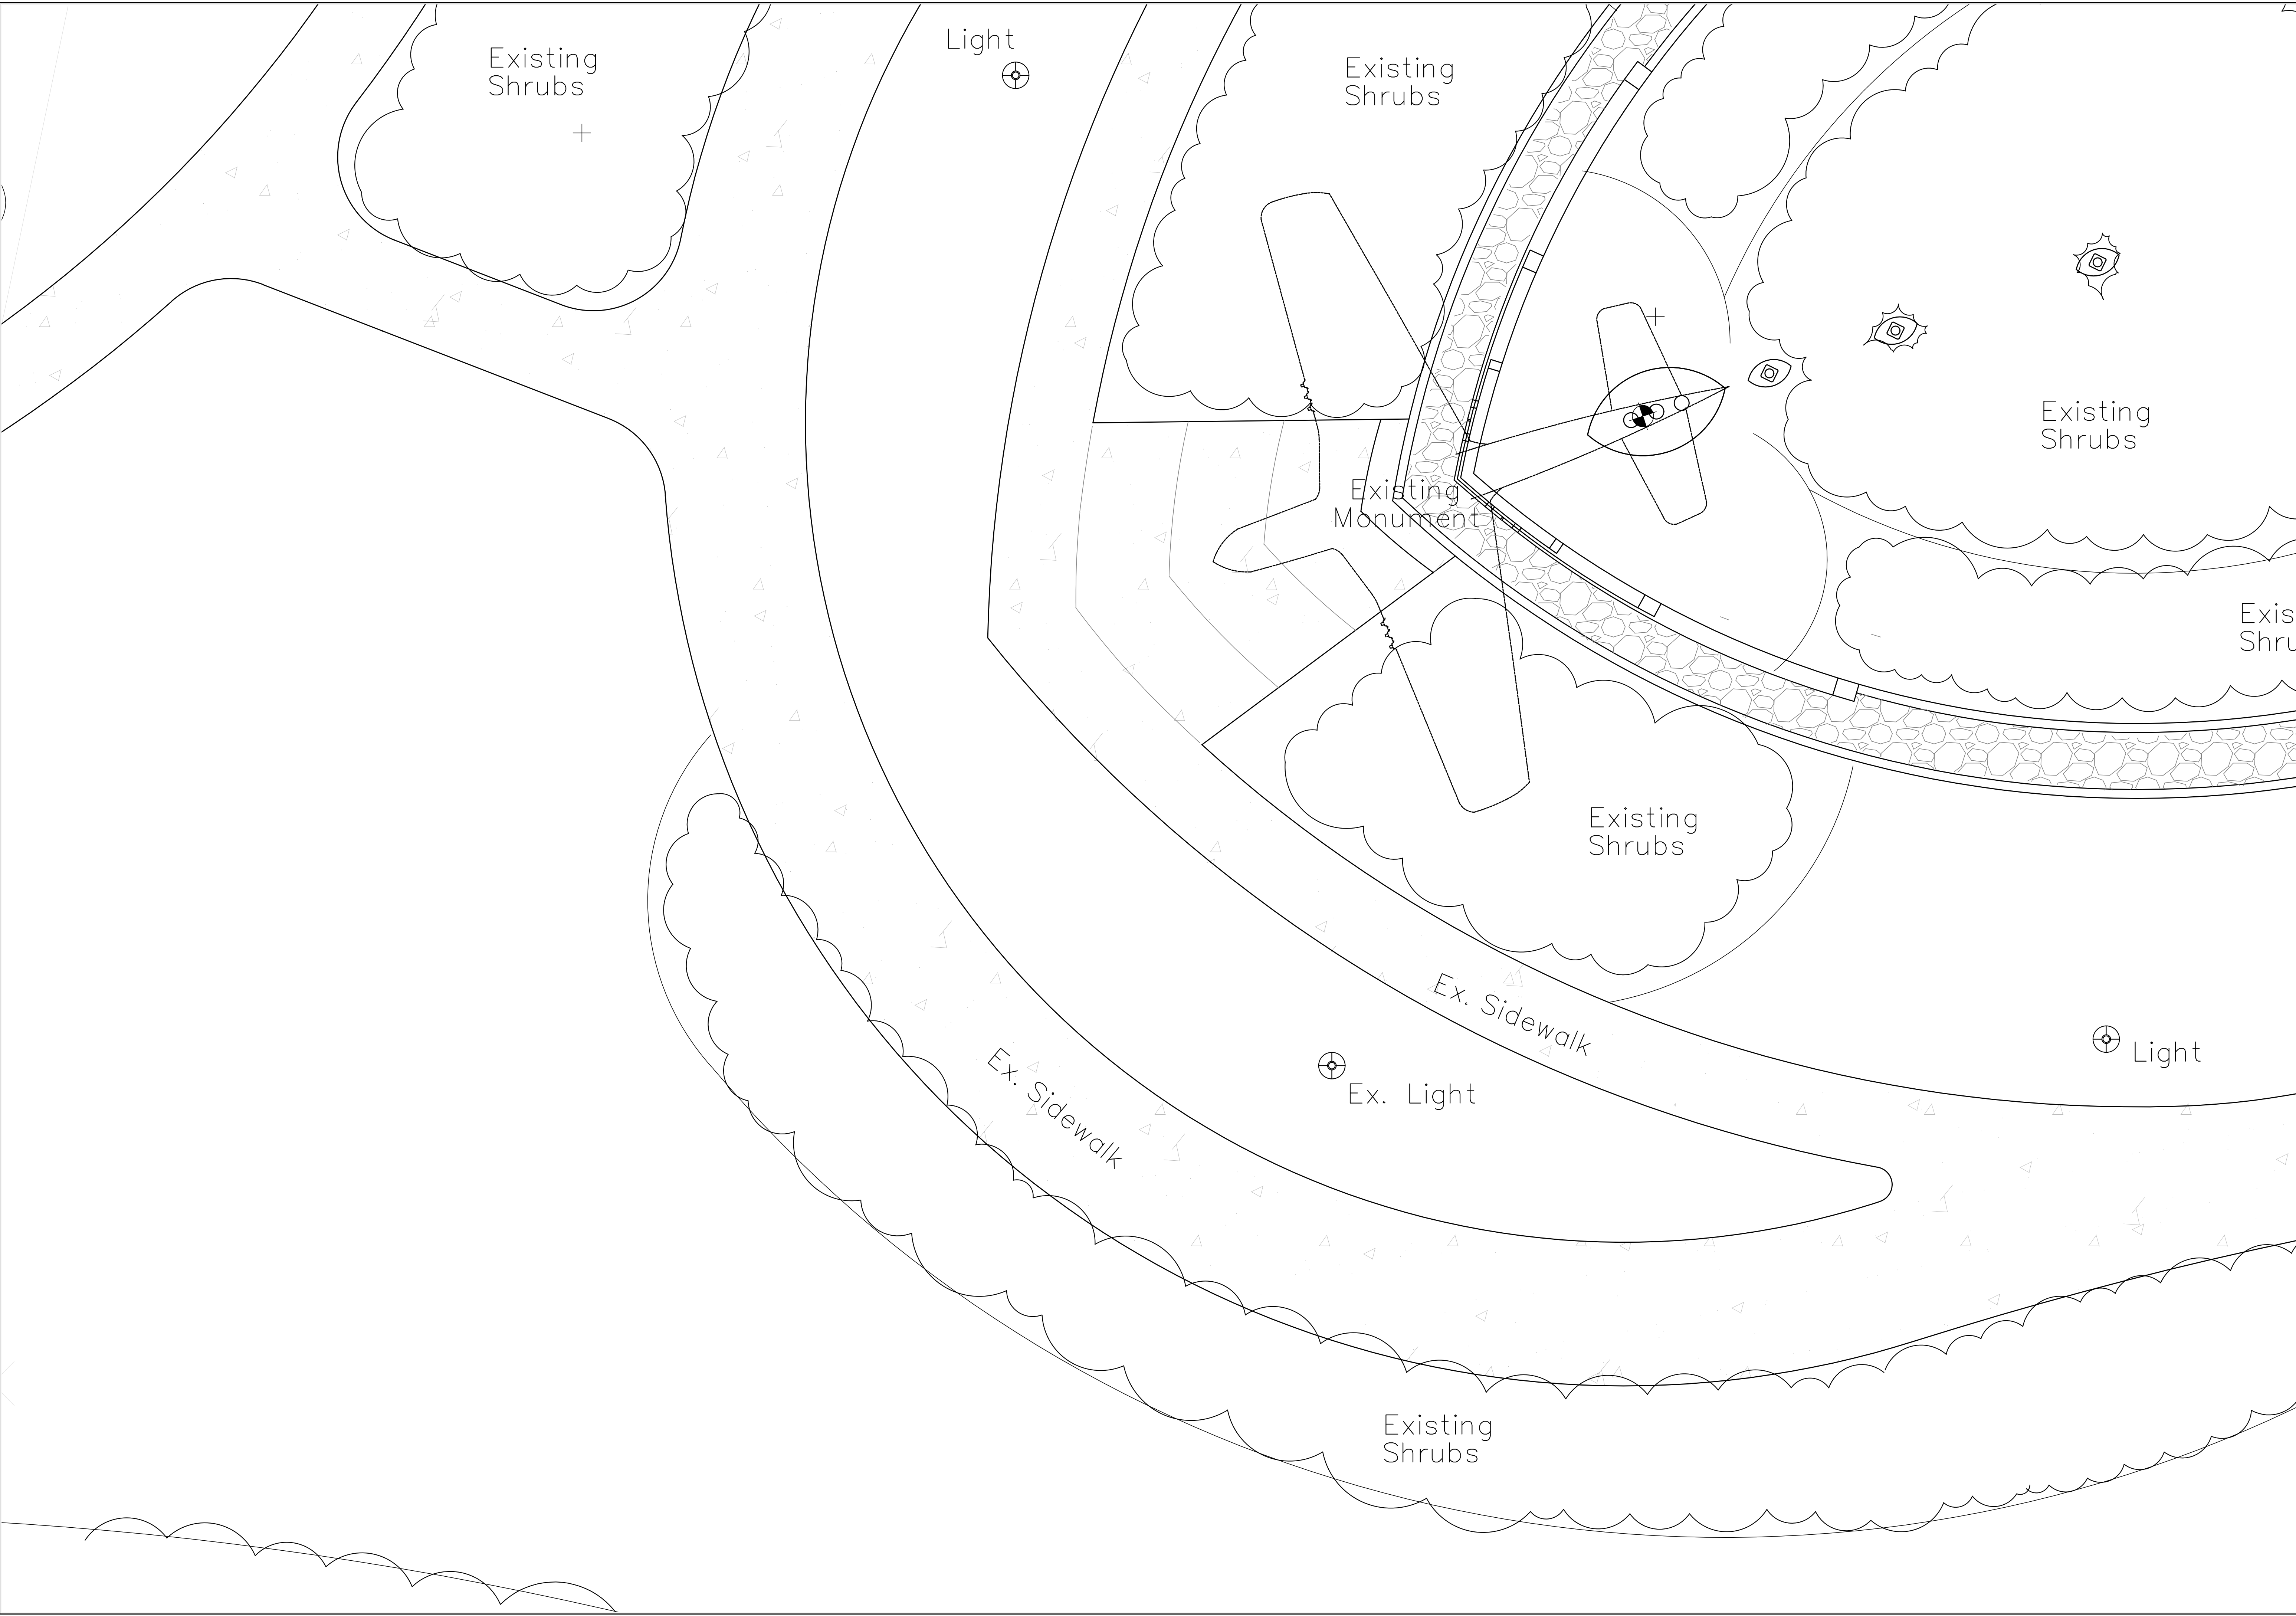 Light
Existing
Shrubs
Existing
Shrubs
Existing
Shrubs
Existing
Monument
Exis
Shru
Existing
Shrubs
Ex. Sidewalk
Light
Ex. Light
Ex. Sidewalk
Existing
Shrubs